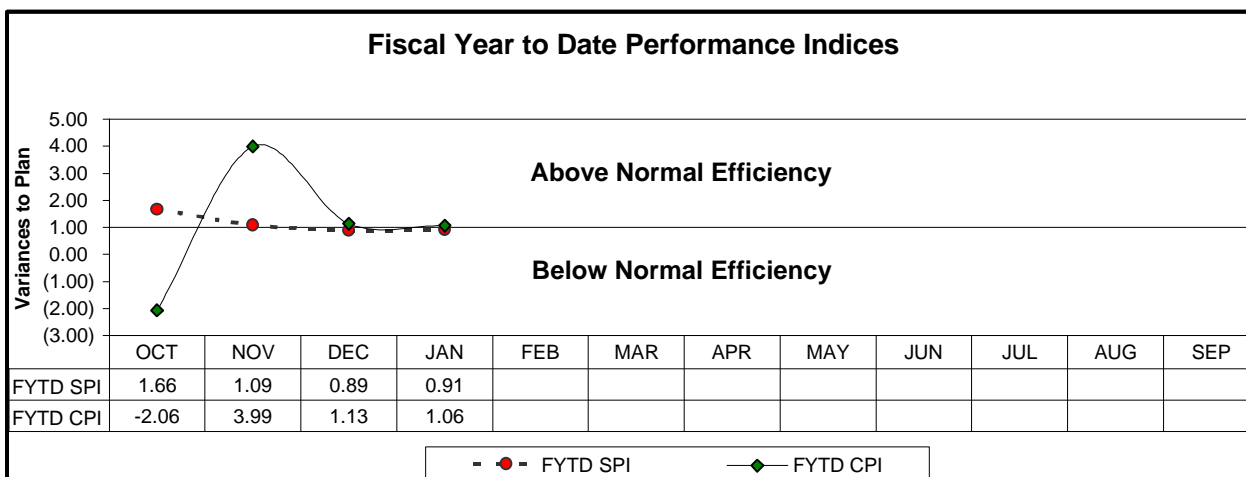 Fiscal Year to Date Performance Indices
Variances to Plan
5.00
4.00
3.00
2.00
1.00
0.00
(1.00)
(2.00)
(3.00)
Above Normal Efficiency
Below Normal Efficiency
OCT NOV DEC JAN FEB MAR APR MAY JUN JUL AUG SEP
FYTD SPI 1.66 1.09 0.89 0.91
FYTD CPI -2.06 3.99 1.13 1.06
FYTD SPI FYTD CPI